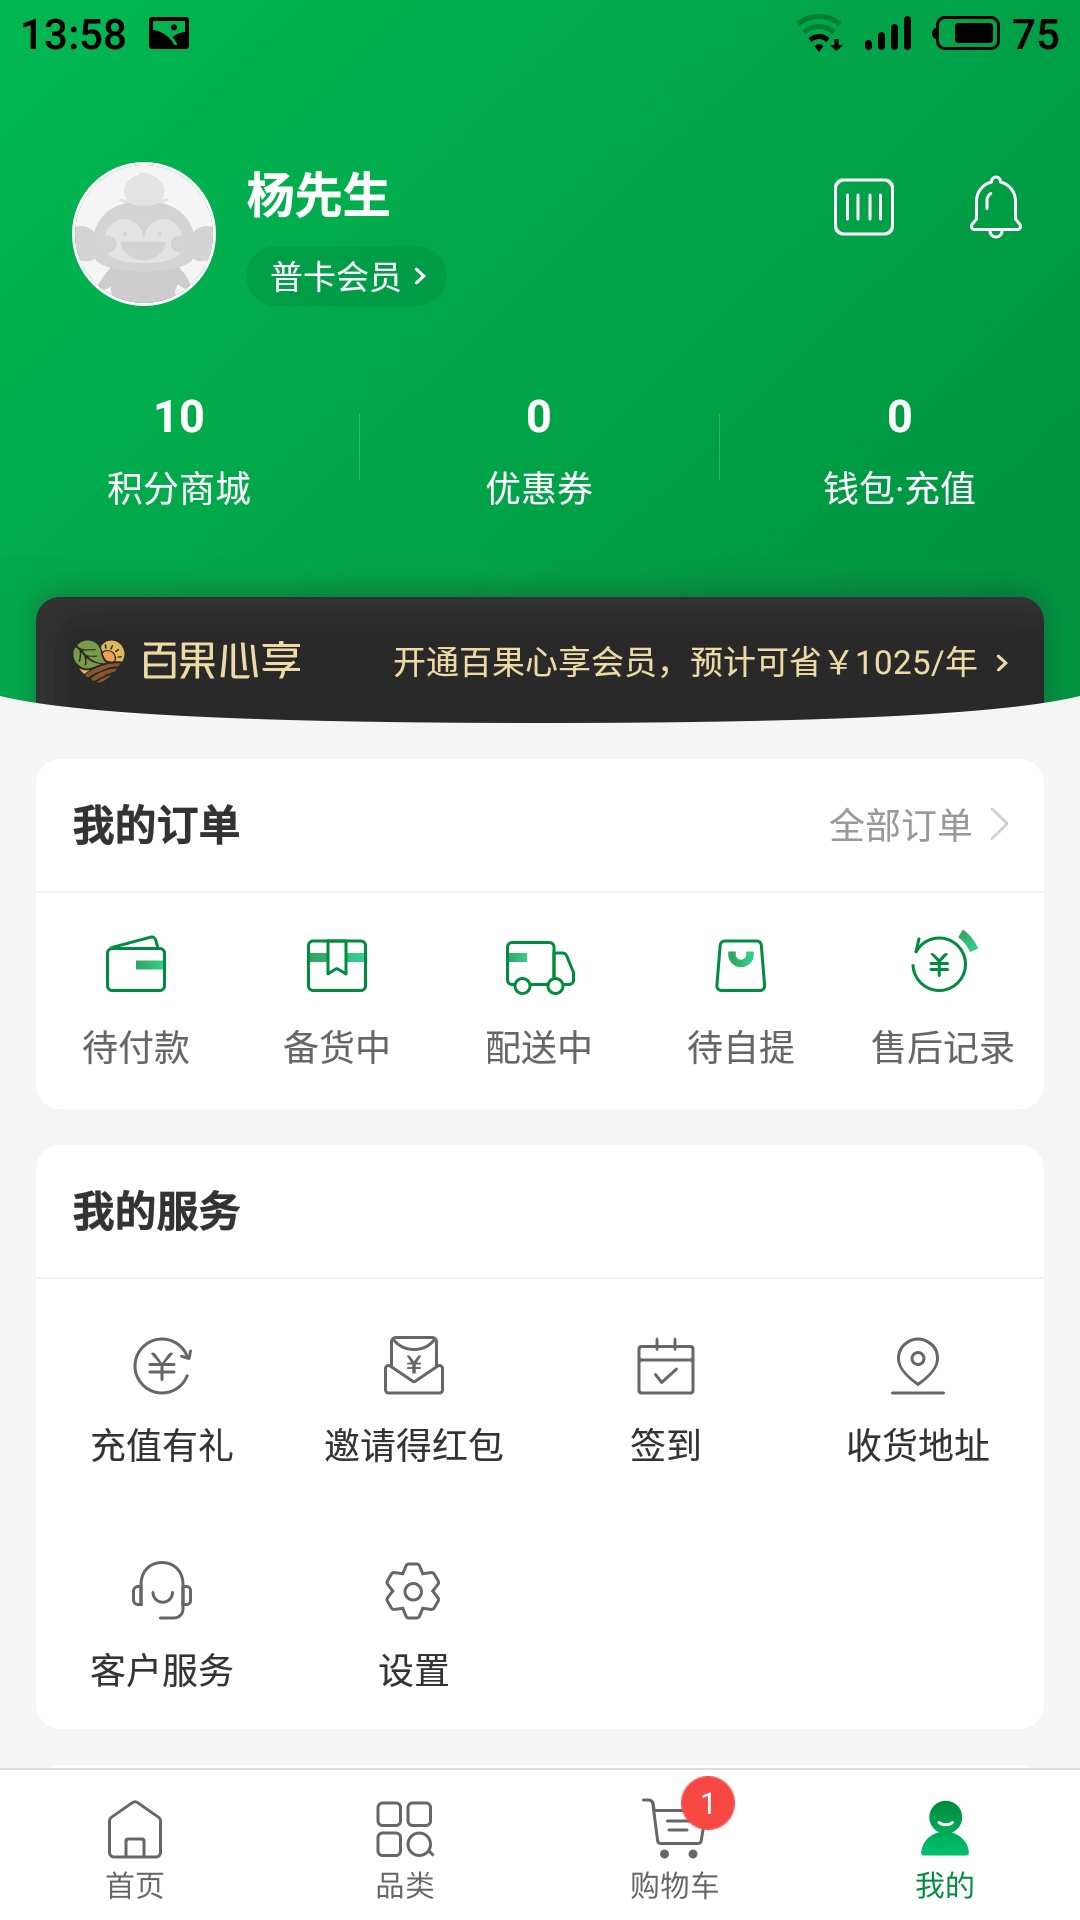 13:58
75
杨先生
普卡会员
10
0
0
积分商城
优惠券
钱包·充值
百果心享
开通百果心享会员，预计可省￥1025/年
我的订单
全部订单
¥
待付款
备货中
配送中
待自提
售后记录
我的服务
¥
¥
充值有礼
邀请得红包
签到
收货地址
客户服务
设置
1
首页
品类
购物车
我的